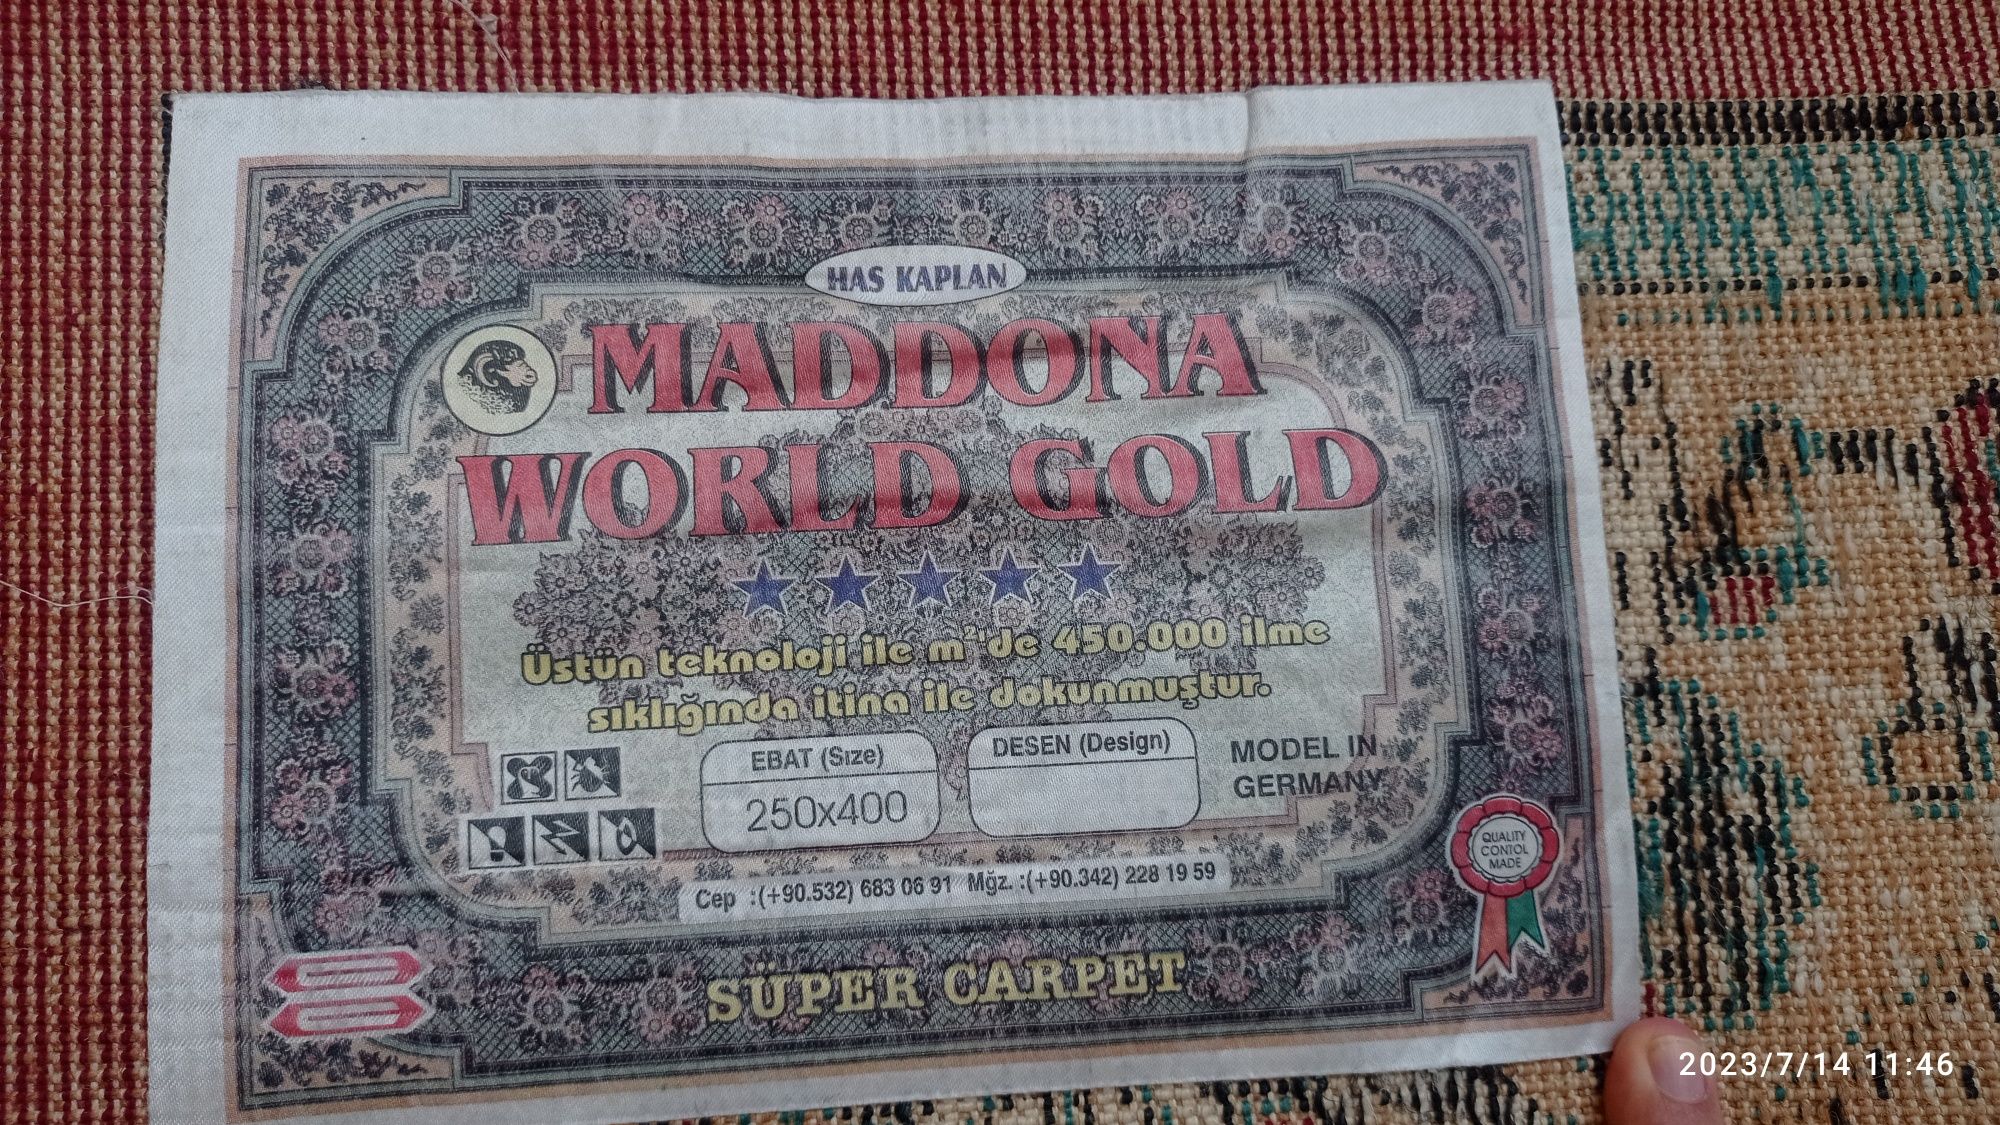 HAS KAPLAN
MADDONA
WORLD GOLD
Üstün teknoloji ile m²'de 450.000 ilme
sıklığında itina ile dokunmuştur.
EBAT (Sıze)
250x400
DESEN (Design)
MODEL IN
GERMANY
QUALITY
CONTOL
MADE
Cep :(+90.532) 683 06 91 Mğz. :(+90.342) 228 19 59
SÜPER CARPET
2023/7/14 11:46